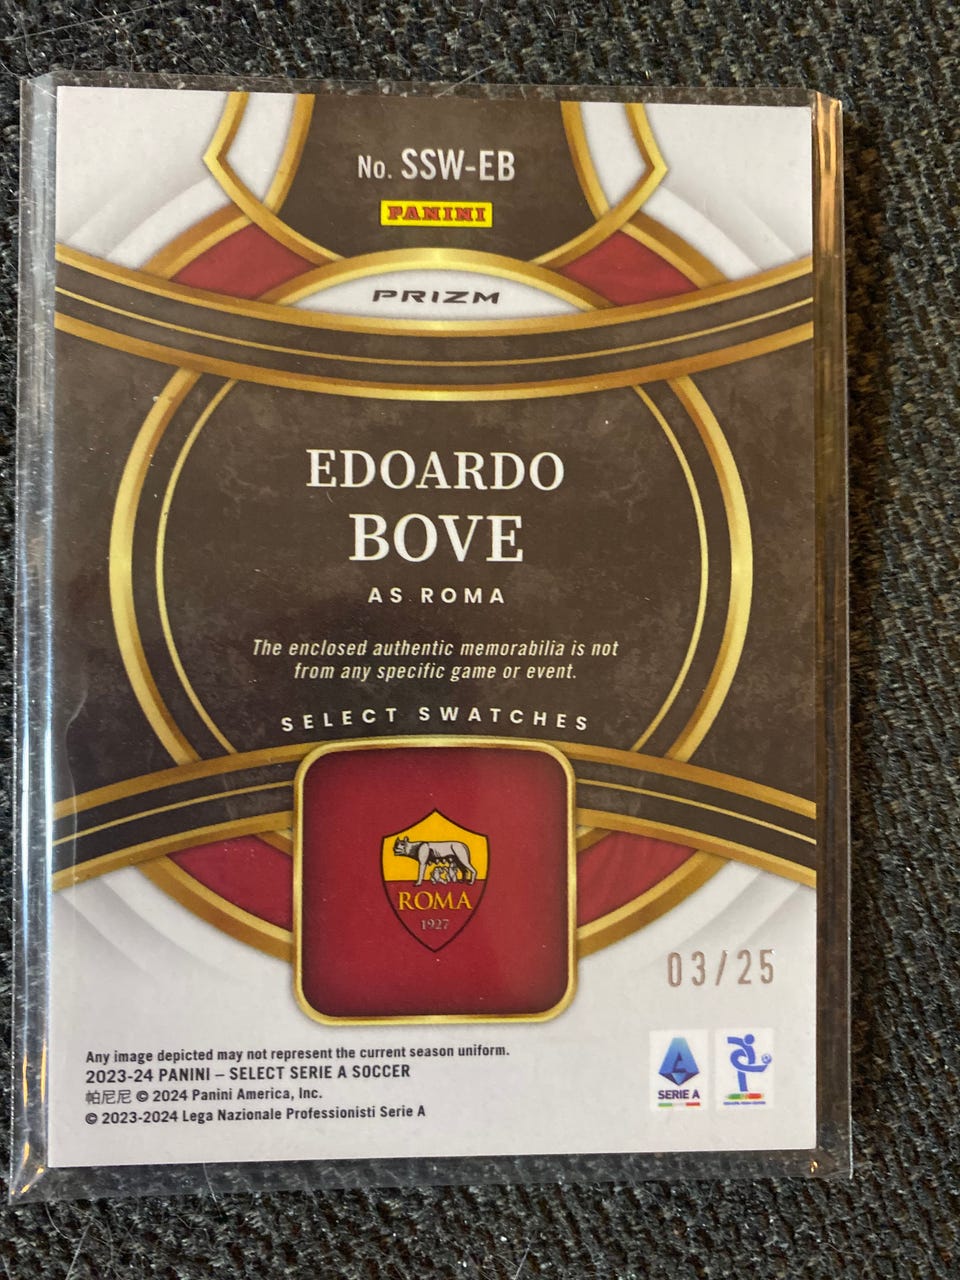 No. SSW-EB
PANINI
PRIZM
EDOARDO
BOVE
AS ROMA
The enclosed authentic memorabilia is not
from any specific game or event.
SELECT SWATCHES
ROMA
1927
03/25
Any image depicted may not represent the current season uniform.
2023-24 PANINI – SELECT SERIE A SOCCER
帕尼尼 © 2024 Panini America, Inc.
© 2023-2024 Lega Nazionale Professionisti Serie A
SERIE A